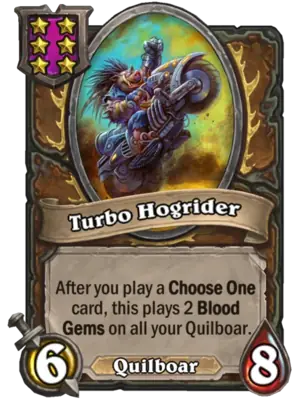 Turbo Hogrider
After you play a Choose One
card, this plays 2 Blood
Gems on all your Quilboar.
6
Quilboar
8